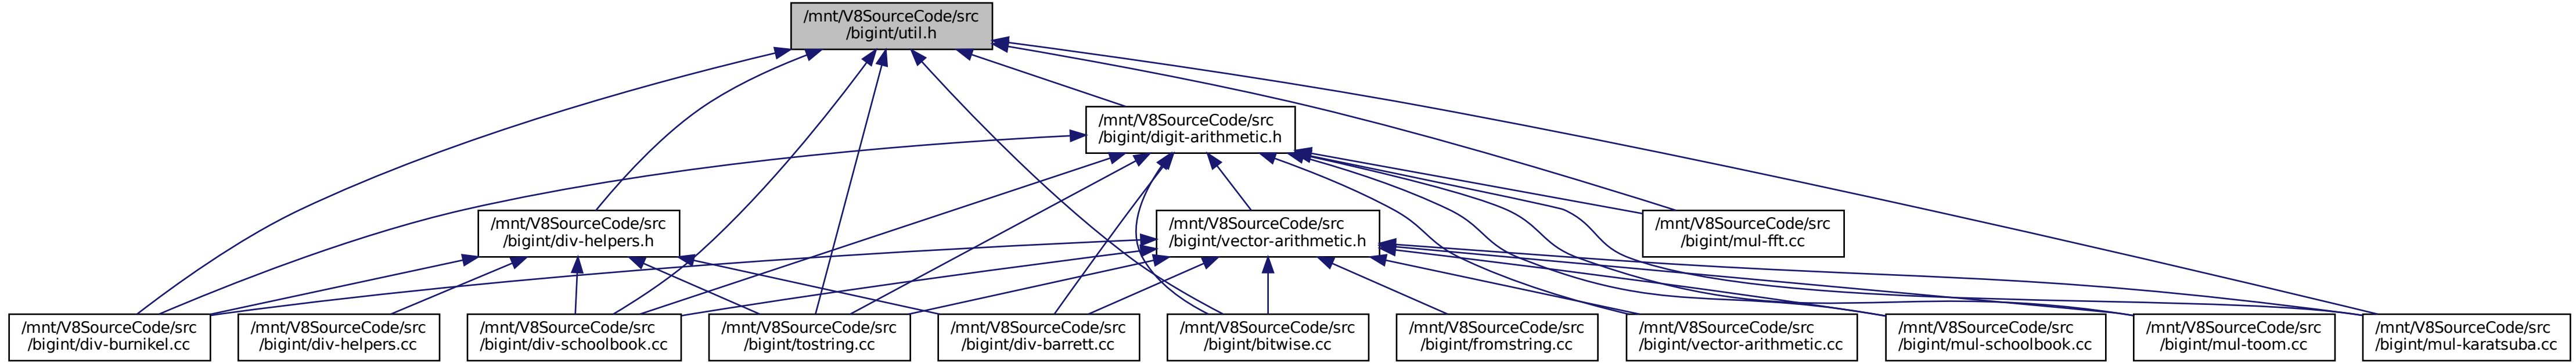 /mnt/V8SourceCode/src
/bigint/util.h
/mnt/V8SourceCode/src
/bigint/digit-arithmetic.h
/mnt/V8SourceCode/src
/bigint/div-helpers.h
/mnt/V8SourceCode/src
/bigint/vector-arithmetic.h
/mnt/V8SourceCode/src
/bigint/mul-fft.cc
/mnt/V8SourceCode/src
/bigint/div-burnikel.cc
/mnt/V8SourceCode/src
/bigint/div-helpers.cc
/mnt/V8SourceCode/src
/bigint/div-schoolbook.cc
/mnt/V8SourceCode/src
/bigint/tostring.cc
/mnt/V8SourceCode/src
/bigint/div-barrett.cc
/mnt/V8SourceCode/src
/bigint/bitwise.cc
/mnt/V8SourceCode/src
/bigint/fromstring.cc
/mnt/V8SourceCode/src
/bigint/vector-arithmetic.cc
/mnt/V8SourceCode/src
/bigint/mul-schoolbook.cc
/mnt/V8SourceCode/src
/bigint/mul-toom.cc
/mnt/V8SourceCode/src
/bigint/mul-karatsuba.cc